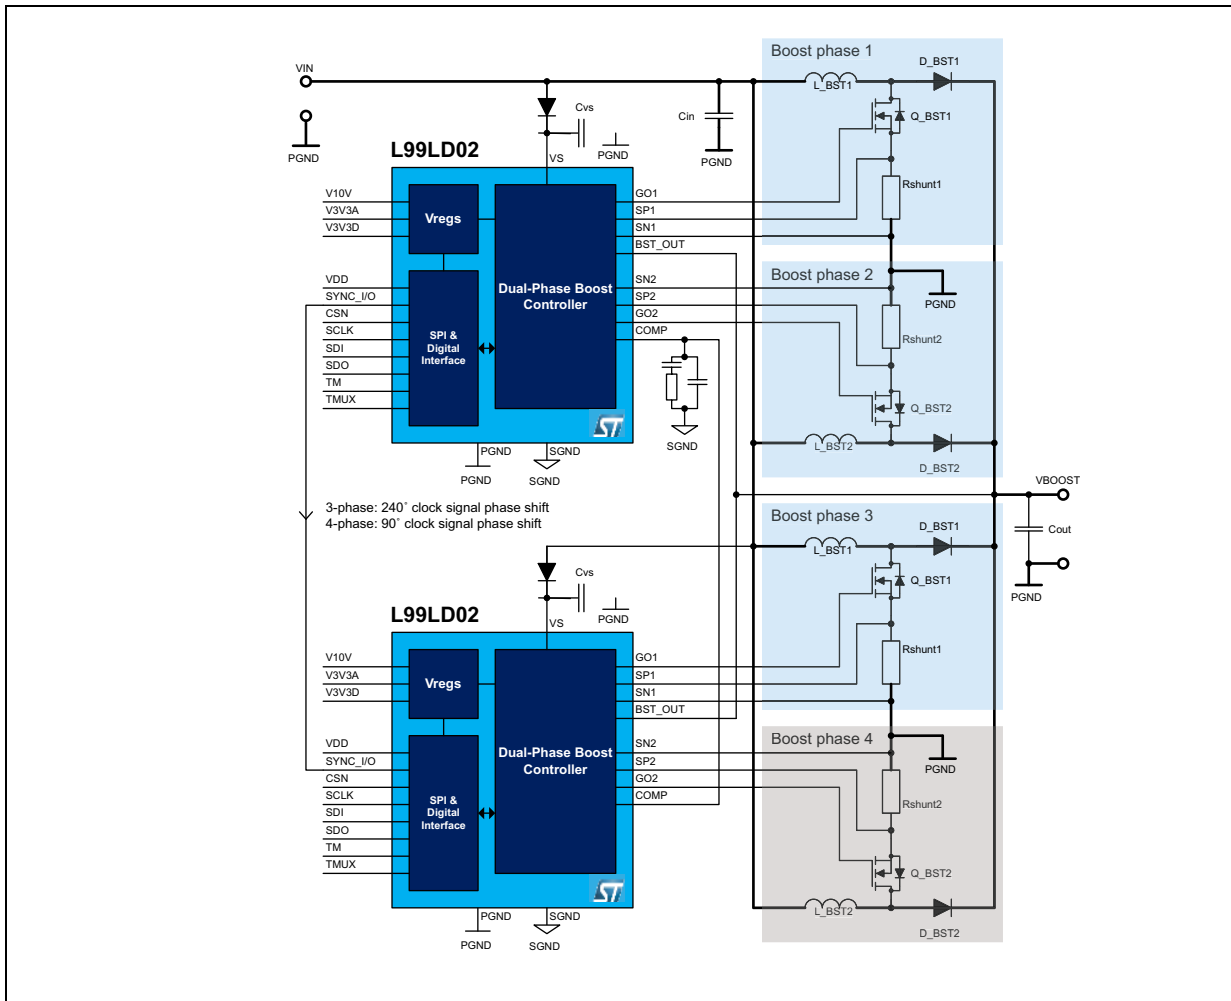 Boost phase 1
VIN
D_BST1
L_BST1
Cvs
Cin
Q_BST1
PGND
L99LD02
VS
PGND
PGND
Rshunt1
V10V
V3V3A
V3V3D
Vregs
GO1
SP1
SN1
BST_OUT
Boost phase 2
VDD
SYNC_I/O
CSN
SCLK
SDI
SDO
TM
TMUX
SPI &
Digital
Interface
Dual-Phase Boost
Controller
SN2
SP2
GO2
COMP
PGND
Rshunt2
Q_BST2
SGND
ST
PGND
SGND
PGND
SGND
L_BST2
D_BST2
VBOOST
3-phase: 240˚ clock signal phase shift
4-phase: 90˚ clock signal phase shift
Boost phase 3
D_BST1
L_BST1
Cout
Cvs
Q_BST1
PGND
L99LD02
VS
PGND
Rshunt1
V10V
V3V3A
V3V3D
Vregs
GO1
SP1
SN1
BST_OUT
Boost phase 4
VDD
SYNC_I/O
CSN
SCLK
SDI
SDO
TM
TMUX
SPI &
Digital
Interface
Dual-Phase Boost
Controller
SN2
SP2
GO2
COMP
PGND
Rshunt2
Q_BST2
ST
PGND
SGND
PGND
SGND
L_BST2
D_BST2